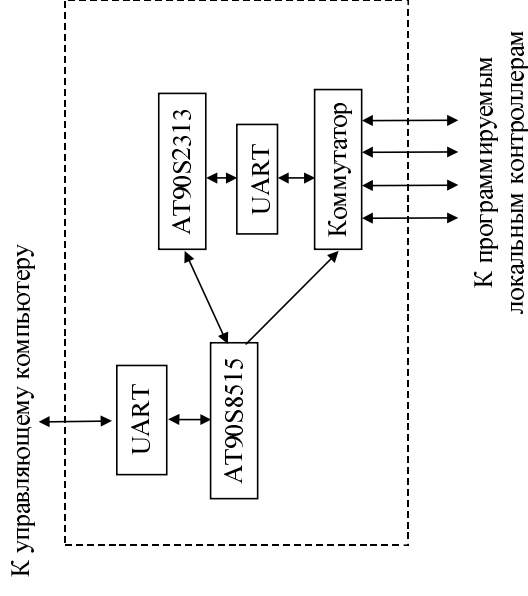 К управляющему компьютеру
UART
AT90S8515
AT90S2313
UART
Коммутатор
К программируемым
локальным контроллерам